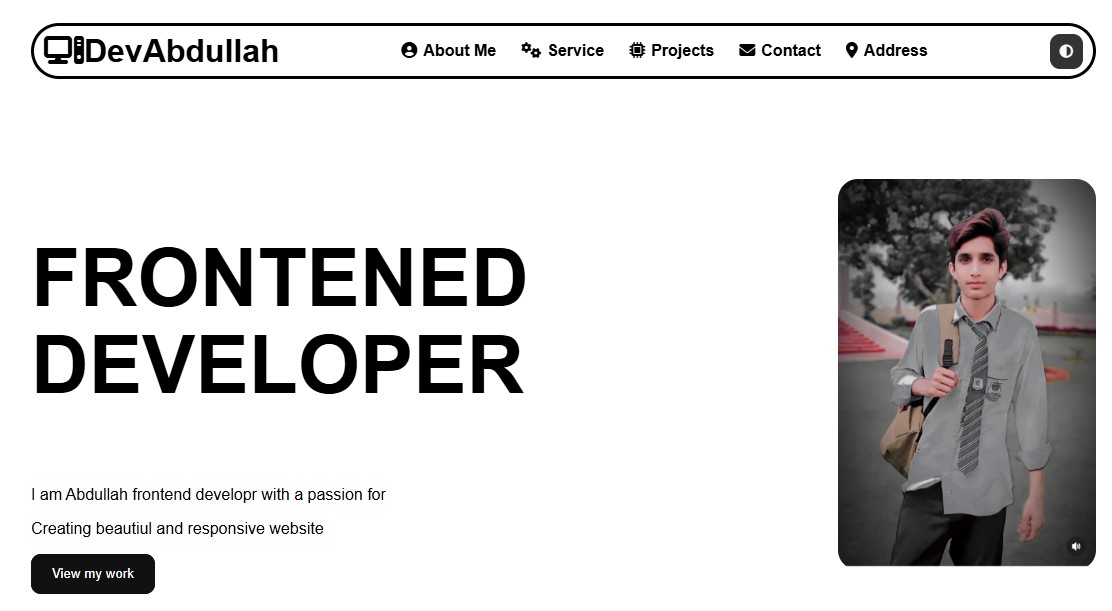 DevAbdullah About Me Service Projects Contact Address
FRONTENED
DEVELOPER
I am Abdullah frontend developr with a passion for
Creating beautiul and responsive website
View my work